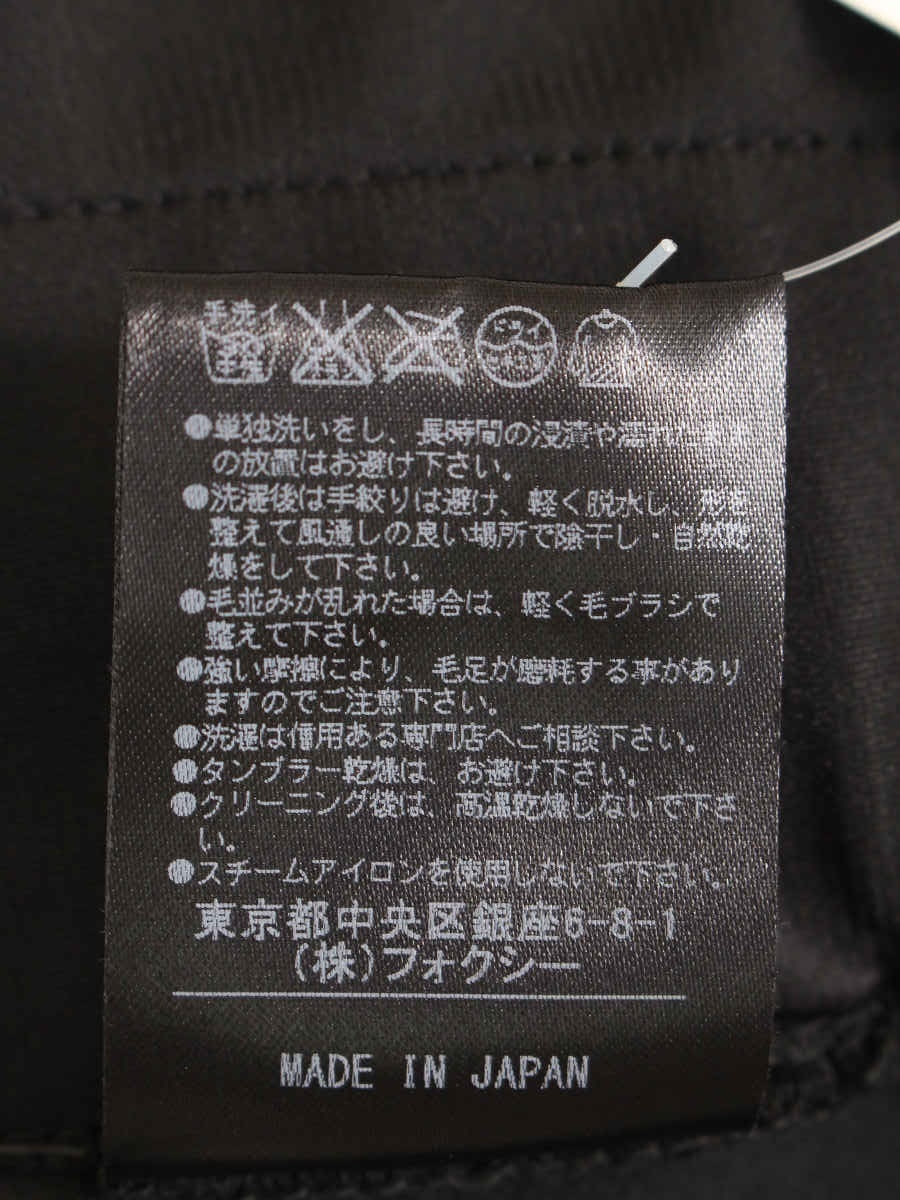 手洗イ
ドライ
●単独洗いをし、長時間の浸漬や濡れたまま
の放置はお避け下さい。
●洗濯後は手絞りは避け、軽く脱水し、形を
整えて風通しの良い場所で陰干し・自然乾
燥をして下さい。
●毛並みが乱れた場合は、軽く毛ブラシで
整えて下さい。
●強い摩擦により、毛足が磨耗する事があり
ますのでご注意下さい。
●洗濯は信用ある専門店へご相談下さい。
●タンブラー乾燥は、お避け下さい。
●クリーニング後は、高温乾燥しないで下さ
い。
●スチームアイロンを使用しないで下さい。
東京都中央区銀座6-8-1
(株)フォクシー
MADE IN JAPAN